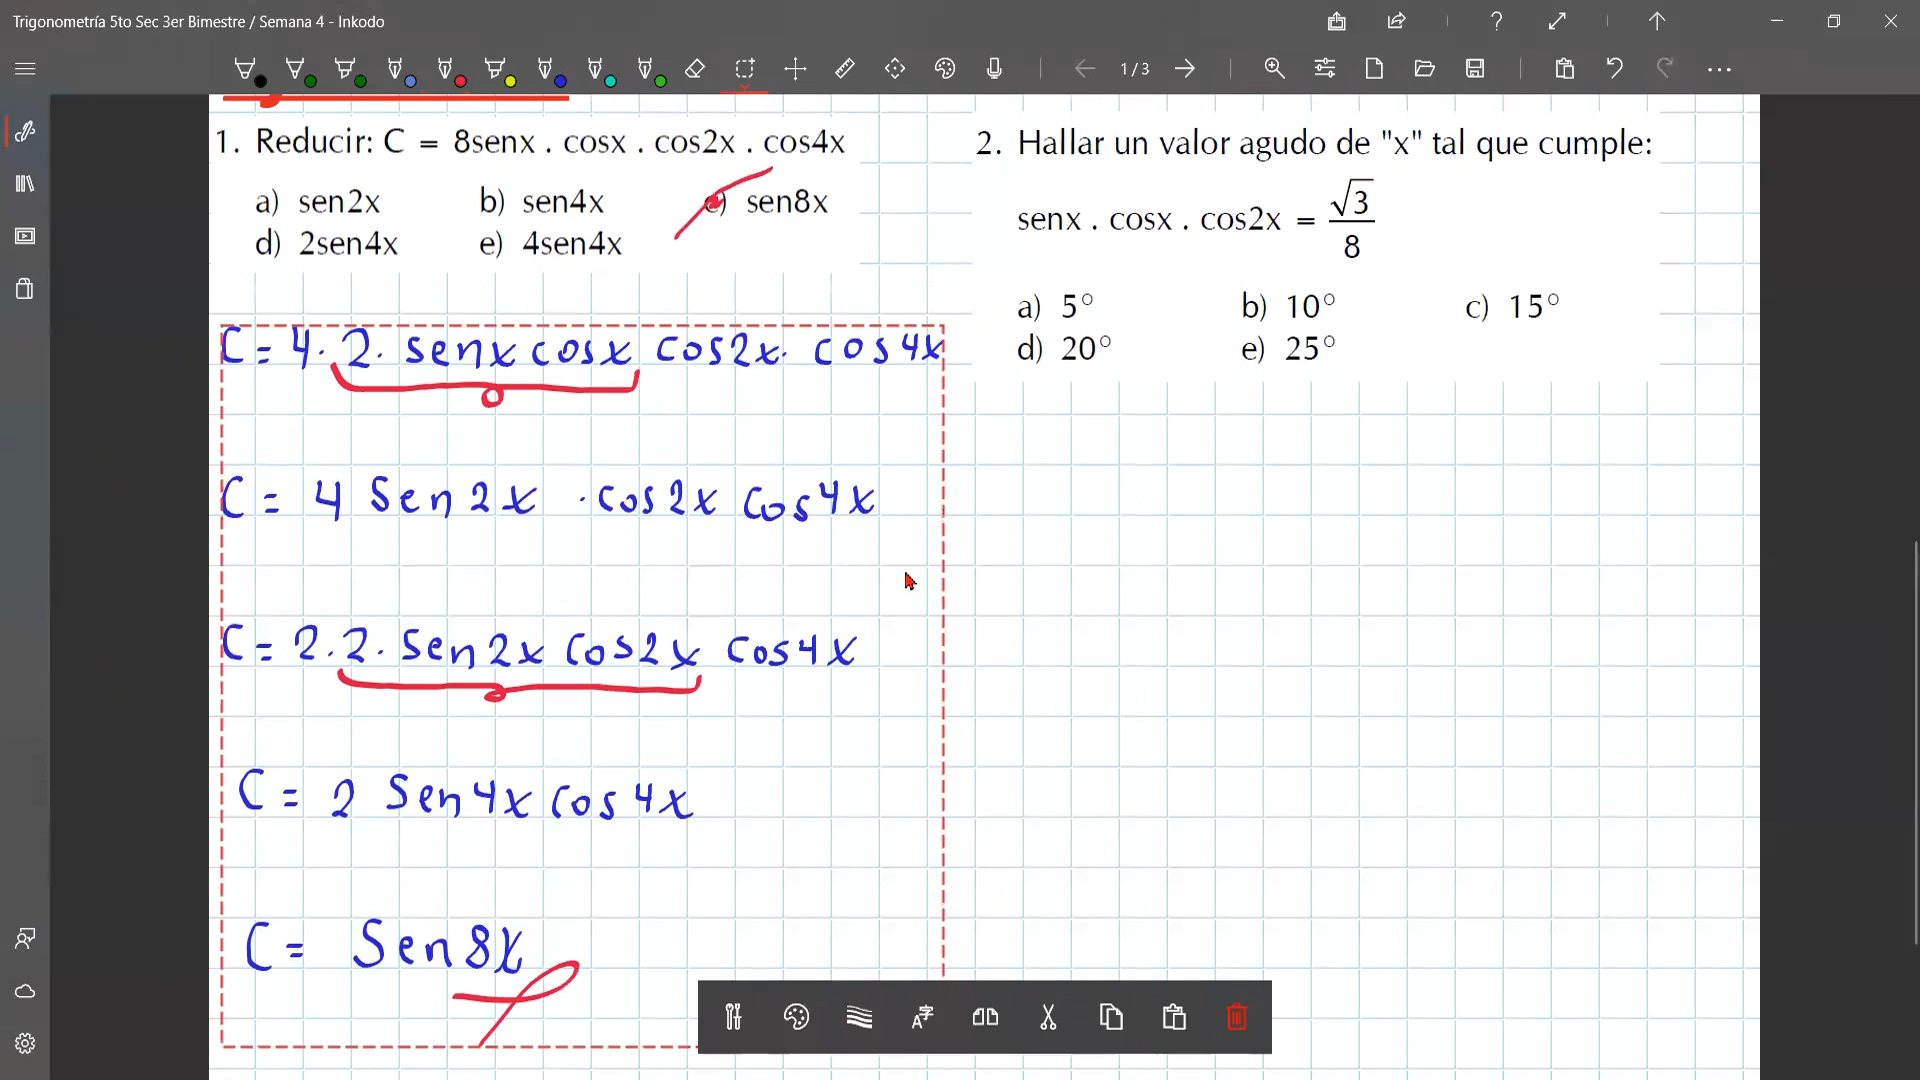 Trigonometría 5to Sec 3er Bimestre / Semana 4 - Inkodo
1 / 3
1. Reducir: C = 8senx . cosx . cos2x . cos4x
a) sen2x b) sen4x c) sen8x
d) 2sen4x e) 4sen4x
C = 4 . 2 . senx cosx cos2x . cos4x
C = 4 Sen2x . cos2x cos4x
C = 2 . 2 . Sen2x Cos2x Cos4x
C = 2 Sen4x Cos4x
C = Sen8x
2. Hallar un valor agudo de "x" tal que cumple:
senx . cosx . cos2x = √3/8
a) 5° b) 10° c) 15°
d) 20° e) 25°